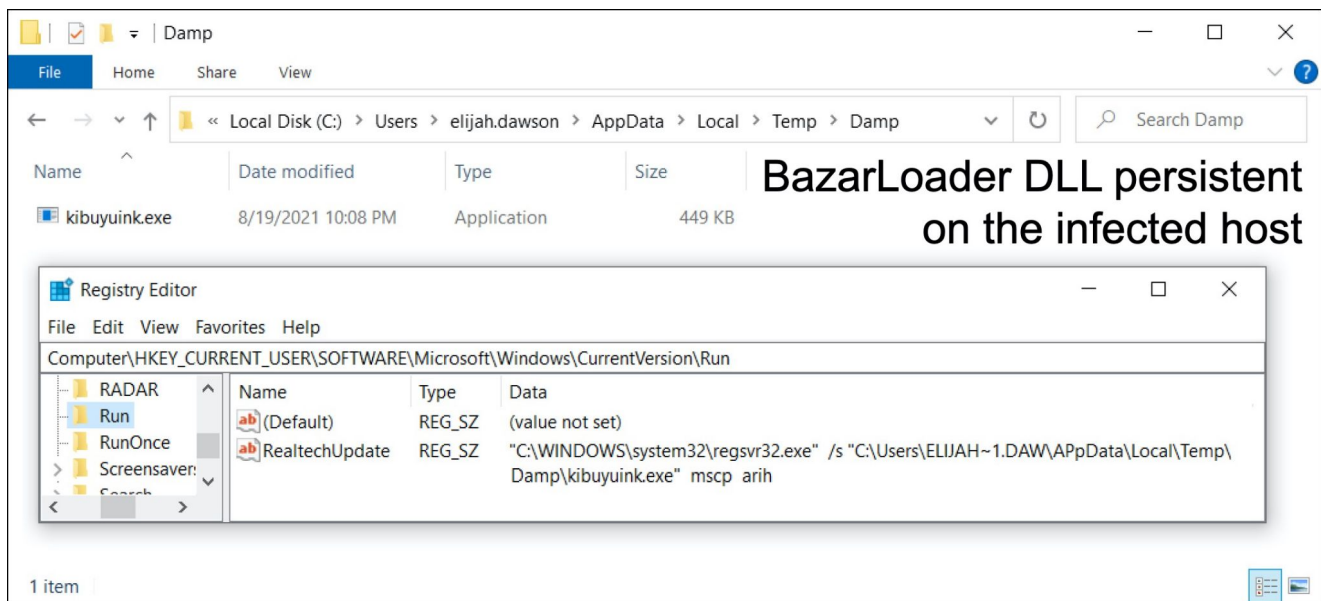 Damp
File Home Share View
« Local Disk (C:) > Users > elijah.dawson > AppData > Local > Temp > Damp
Search Damp
Name Date modified Type Size
kibuyuink.exe 8/19/2021 10:08 PM Application 449 KB
BazarLoader DLL persistent
on the infected host
Registry Editor
File Edit View Favorites Help
Computer\HKEY_CURRENT_USER\SOFTWARE\Microsoft\Windows\CurrentVersion\Run
RADAR
Run
RunOnce
Screensavers
Search
Name Type Data
(Default) REG_SZ (value not set)
RealtechUpdate REG_SZ "C:\WINDOWS\system32\regsvr32.exe" /s "C:\Users\ELIJAH~1.DAW\APpData\Local\Temp\
Damp\kibuyuink.exe" mscp arih
1 item